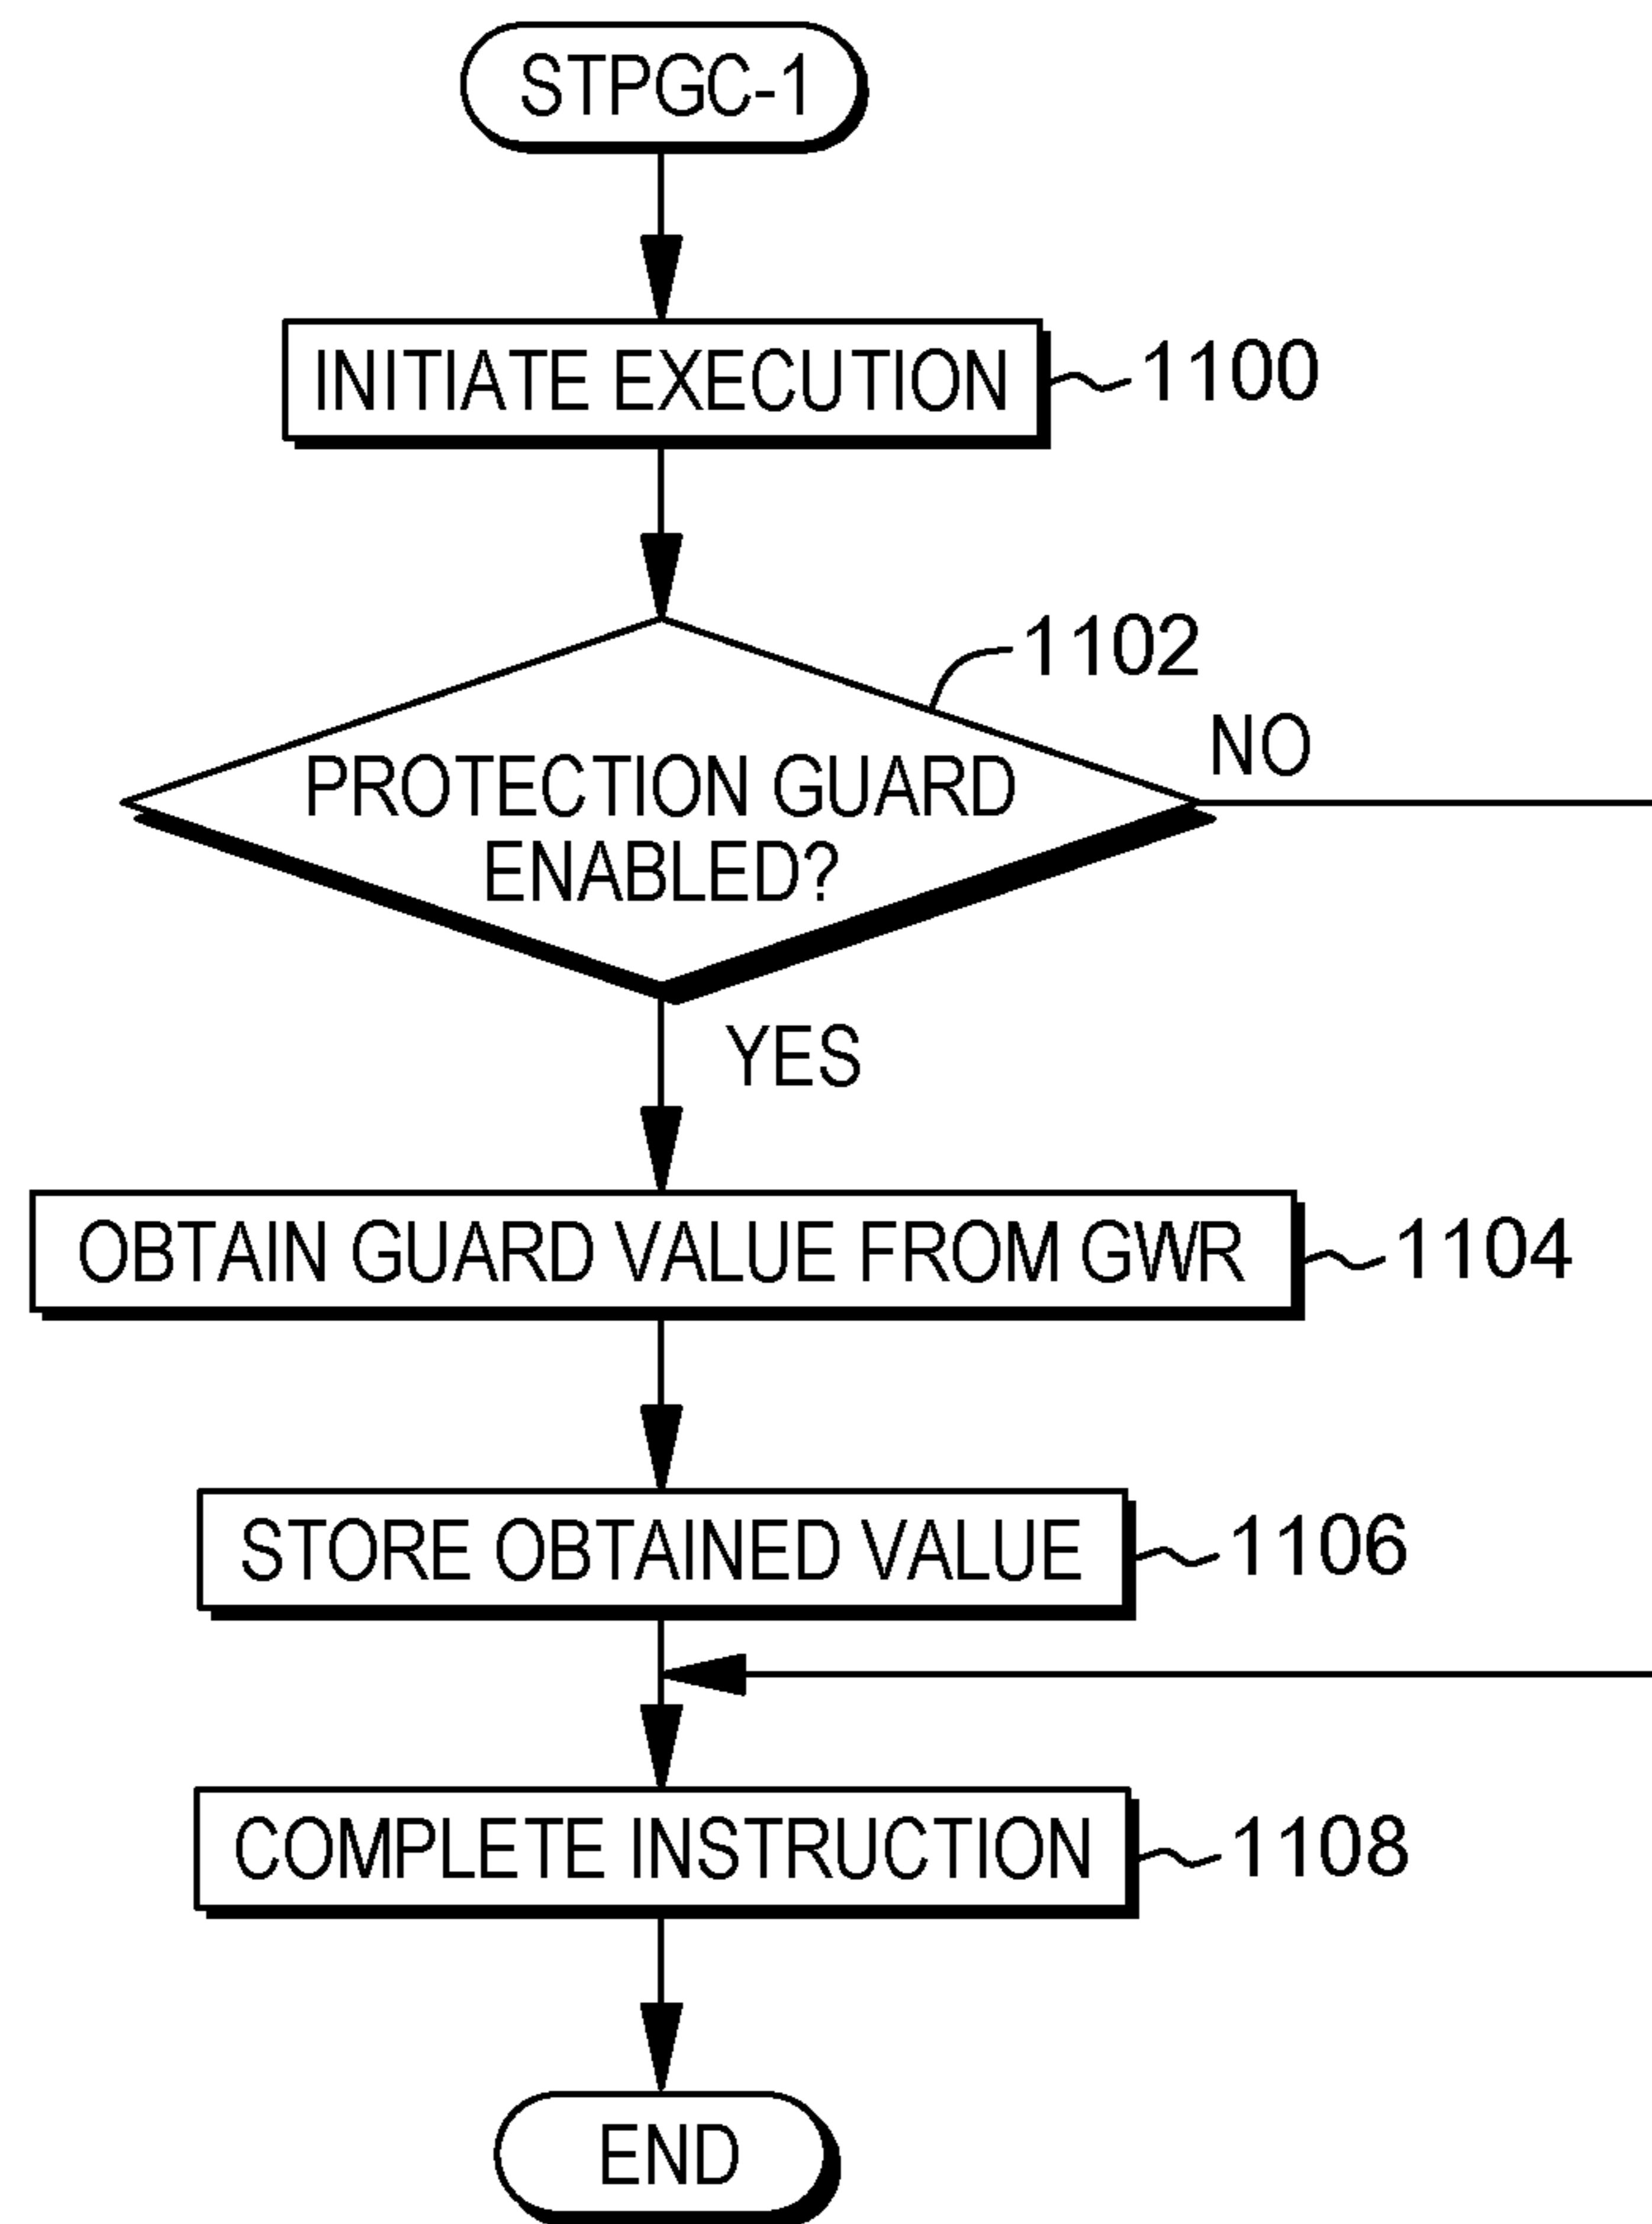 STPGC-1
INITIATE EXECUTION
1100
1102
PROTECTION GUARD
ENABLED?
NO
YES
OBTAIN GUARD VALUE FROM GWR
1104
STORE OBTAINED VALUE
1106
COMPLETE INSTRUCTION
1108
END